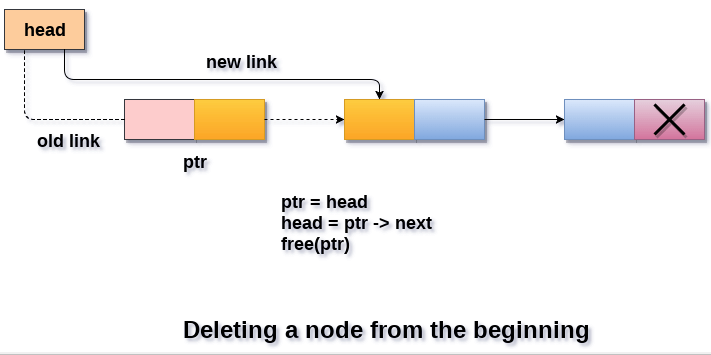 head
new link
old link
ptr
ptr = head
head = ptr -> next
free(ptr)
Deleting a node from the beginning